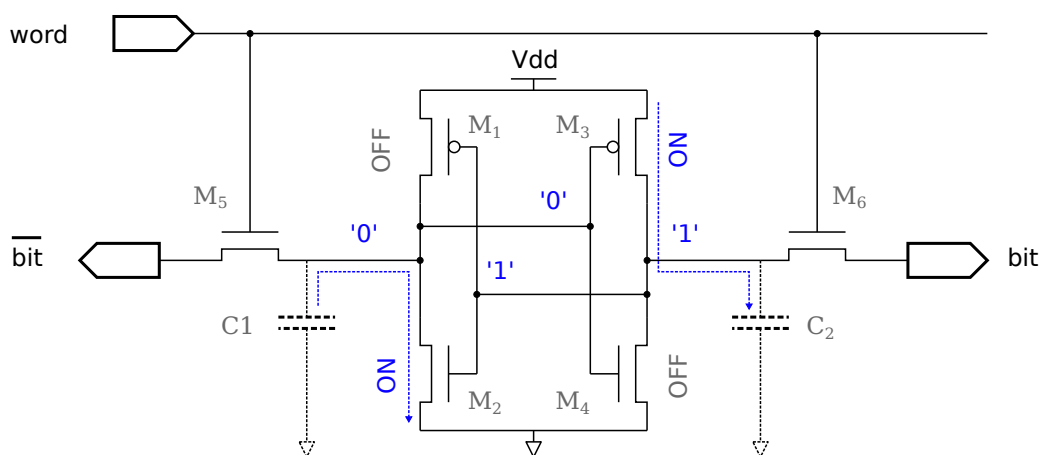 word
Vdd
M₁
M₃
OFF
ON
M₅
M₆
'0'
'0'
'1'
bit
'1'
bit
C1
C₂
ON
OFF
M₂
M₄